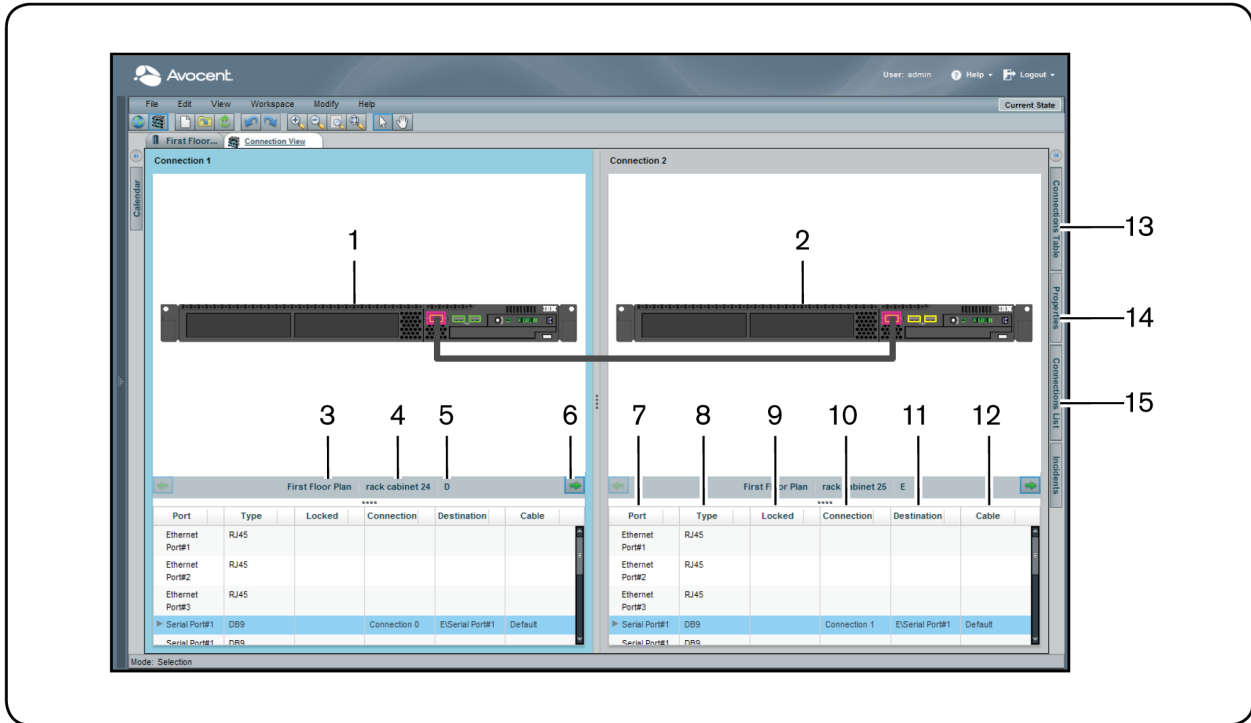 Avocent.
User: admin ? Help Logout
File Edit View Workspace Modify Help
Current State
First Floor... Connection View
Connection 1
Connection 2
Calendar
Connections Table
Properties
Connections List
Incidents
1
2
13
14
15
IBM
IBM
3 4 5 6 7 8 9 10 11 12
First Floor Plan rack cabinet 24 D
First Floor Plan rack cabinet 25 E
Port Type Locked Connection Destination Cable
Ethernet Port#1 RJ45
Ethernet Port#2 RJ45
Ethernet Port#3 RJ45
Serial Port#1 DB9 Connection 0 E\Serial Port#1 Default
Serial Port#1 DB9
Port Type Locked Connection Destination Cable
Ethernet Port#1 RJ45
Ethernet Port#2 RJ45
Ethernet Port#3 RJ45
Serial Port#1 DB9 Connection 1 E\Serial Port#1 Default
Serial Port#1 DB9
Mode: Selection